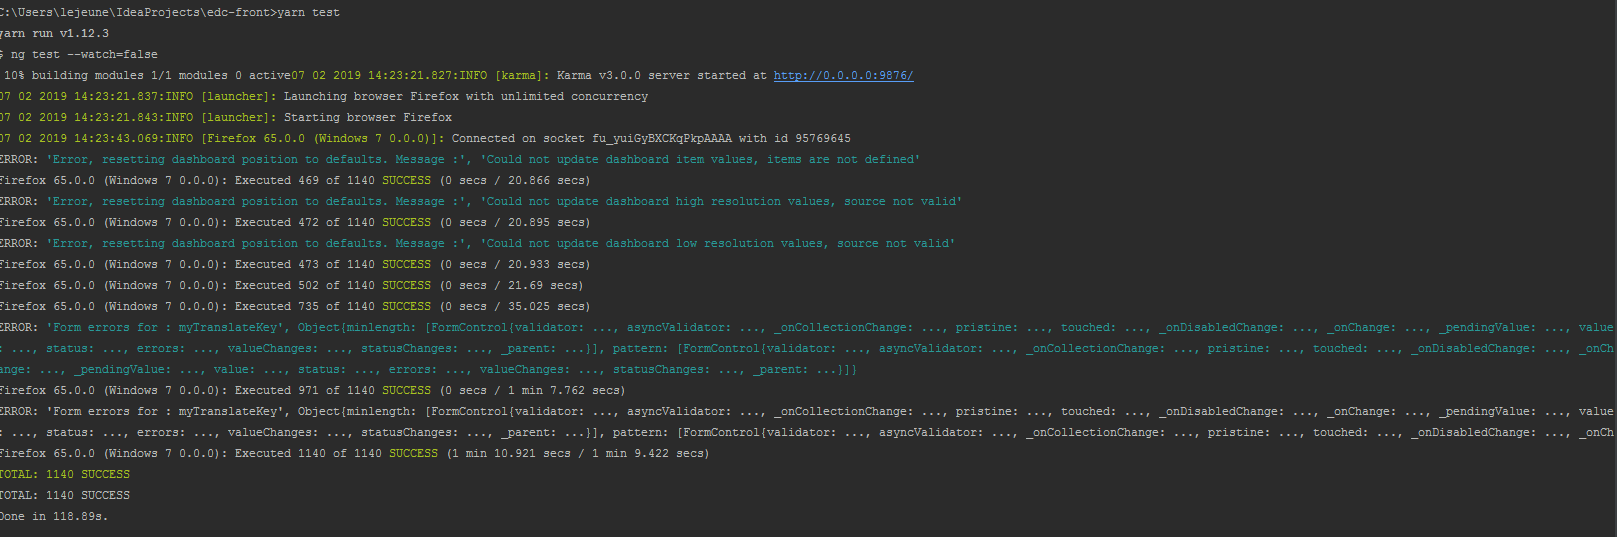 C:\Users\lejeune\IdeaProjects\edc-front>yarn test
yarn run v1.12.3
$ ng test --watch=false
10% building modules 1/1 modules 0 active07 02 2019 14:23:21.827:INFO [karma]: Karma v3.0.0 server started at http://0.0.0.0:9876/
07 02 2019 14:23:21.837:INFO [launcher]: Launching browser Firefox with unlimited concurrency
07 02 2019 14:23:21.843:INFO [launcher]: Starting browser Firefox
07 02 2019 14:23:43.069:INFO [Firefox 65.0.0 (Windows 7 0.0.0)]: Connected on socket fu_yuiGyBXCKqPkpAAAA with id 95769645
ERROR: 'Error, resetting dashboard position to defaults. Message :', 'Could not update dashboard item values, items are not defined'
Firefox 65.0.0 (Windows 7 0.0.0): Executed 469 of 1140 SUCCESS (0 secs / 20.866 secs)
ERROR: 'Error, resetting dashboard position to defaults. Message :', 'Could not update dashboard high resolution values, source not valid'
Firefox 65.0.0 (Windows 7 0.0.0): Executed 472 of 1140 SUCCESS (0 secs / 20.895 secs)
ERROR: 'Error, resetting dashboard position to defaults. Message :', 'Could not update dashboard low resolution values, source not valid'
Firefox 65.0.0 (Windows 7 0.0.0): Executed 473 of 1140 SUCCESS (0 secs / 20.933 secs)
Firefox 65.0.0 (Windows 7 0.0.0): Executed 502 of 1140 SUCCESS (0 secs / 21.69 secs)
Firefox 65.0.0 (Windows 7 0.0.0): Executed 735 of 1140 SUCCESS (0 secs / 35.025 secs)
ERROR: 'Form errors for : myTranslateKey', Object{minlength: [FormControl{validator: ..., asyncValidator: ..., _onCollectionChange: ..., pristine: ..., touched: ..., _onDisabledChange: ..., _onChange: ..., _pendingValue: ..., value
: ..., status: ..., errors: ..., valueChanges: ..., statusChanges: ..., _parent: ...}], pattern: [FormControl{validator: ..., asyncValidator: ..., _onCollectionChange: ..., pristine: ..., touched: ..., _onDisabledChange: ..., _onCh
ange: ..., _pendingValue: ..., value: ..., status: ..., errors: ..., valueChanges: ..., statusChanges: ..., _parent: ...}]}
Firefox 65.0.0 (Windows 7 0.0.0): Executed 971 of 1140 SUCCESS (0 secs / 1 min 7.762 secs)
ERROR: 'Form errors for : myTranslateKey', Object{minlength: [FormControl{validator: ..., asyncValidator: ..., _onCollectionChange: ..., pristine: ..., touched: ..., _onDisabledChange: ..., _onChange: ..., _pendingValue: ..., value
: ..., status: ..., errors: ..., valueChanges: ..., statusChanges: ..., _parent: ...}], pattern: [FormControl{validator: ..., asyncValidator: ..., _onCollectionChange: ..., pristine: ..., touched: ..., _onDisabledChange: ..., _onCh
Firefox 65.0.0 (Windows 7 0.0.0): Executed 1140 of 1140 SUCCESS (1 min 10.921 secs / 1 min 9.422 secs)
TOTAL: 1140 SUCCESS
TOTAL: 1140 SUCCESS
Done in 118.89s.